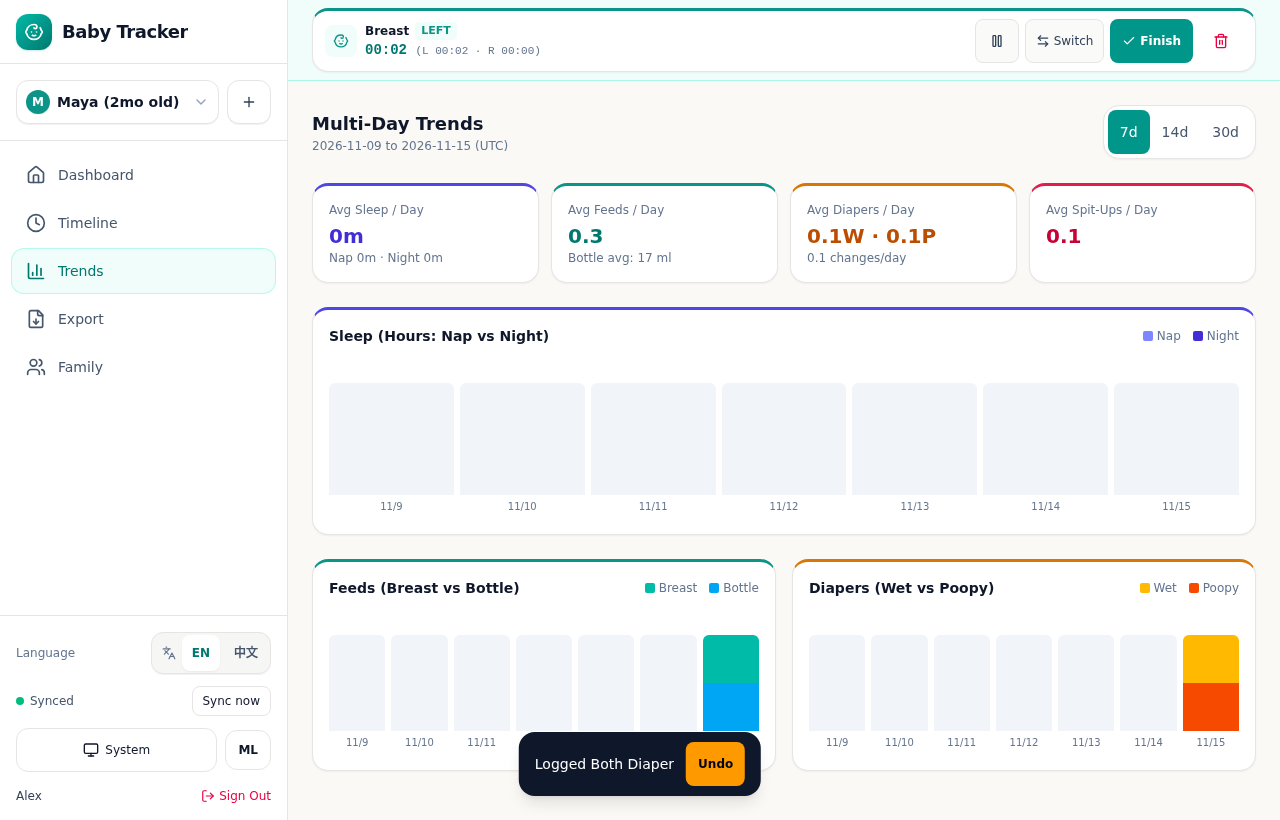 Baby Tracker
M Maya (2mo old)
Dashboard
Timeline
Trends
Export
Family
Language
EN 中文
Synced
Sync now
System
ML
Alex
Sign Out
Breast LEFT
00:02 (L 00:02 · R 00:00)
Switch
Finish
Multi-Day Trends
2026-11-09 to 2026-11-15 (UTC)
7d 14d 30d
Avg Sleep / Day
0m
Nap 0m · Night 0m
Avg Feeds / Day
0.3
Bottle avg: 17 ml
Avg Diapers / Day
0.1W · 0.1P
0.1 changes/day
Avg Spit-Ups / Day
0.1
Sleep (Hours: Nap vs Night)
Nap Night
11/9 11/10 11/11 11/12 11/13 11/14 11/15
Feeds (Breast vs Bottle)
Breast Bottle
11/9 11/10 11/11
Diapers (Wet vs Poopy)
Wet Poopy
11/9 11/10 11/11 11/12 11/13 11/14 11/15
Logged Both Diaper
Undo